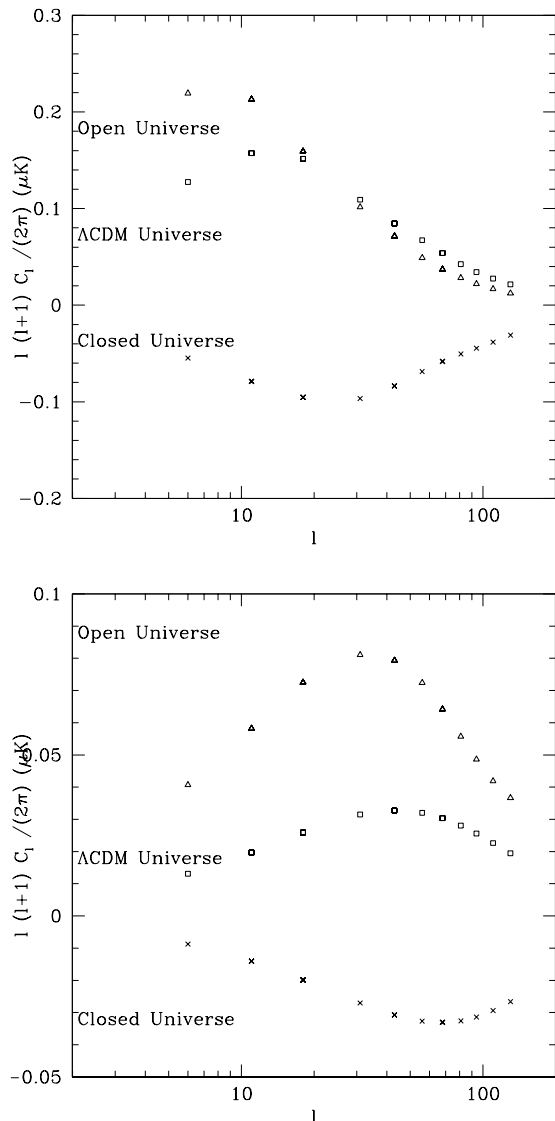 0.3
0.2
Open Universe
0.1
ΛCDM Universe
0
Closed Universe
−0.1
−0.2
l (l+1) C_l /(2π) (μK)
10
100
l
0.1
Open Universe
0.05
ΛCDM Universe
0
Closed Universe
−0.05
l (l+1) C_l /(2π) (μK)
10
100
l